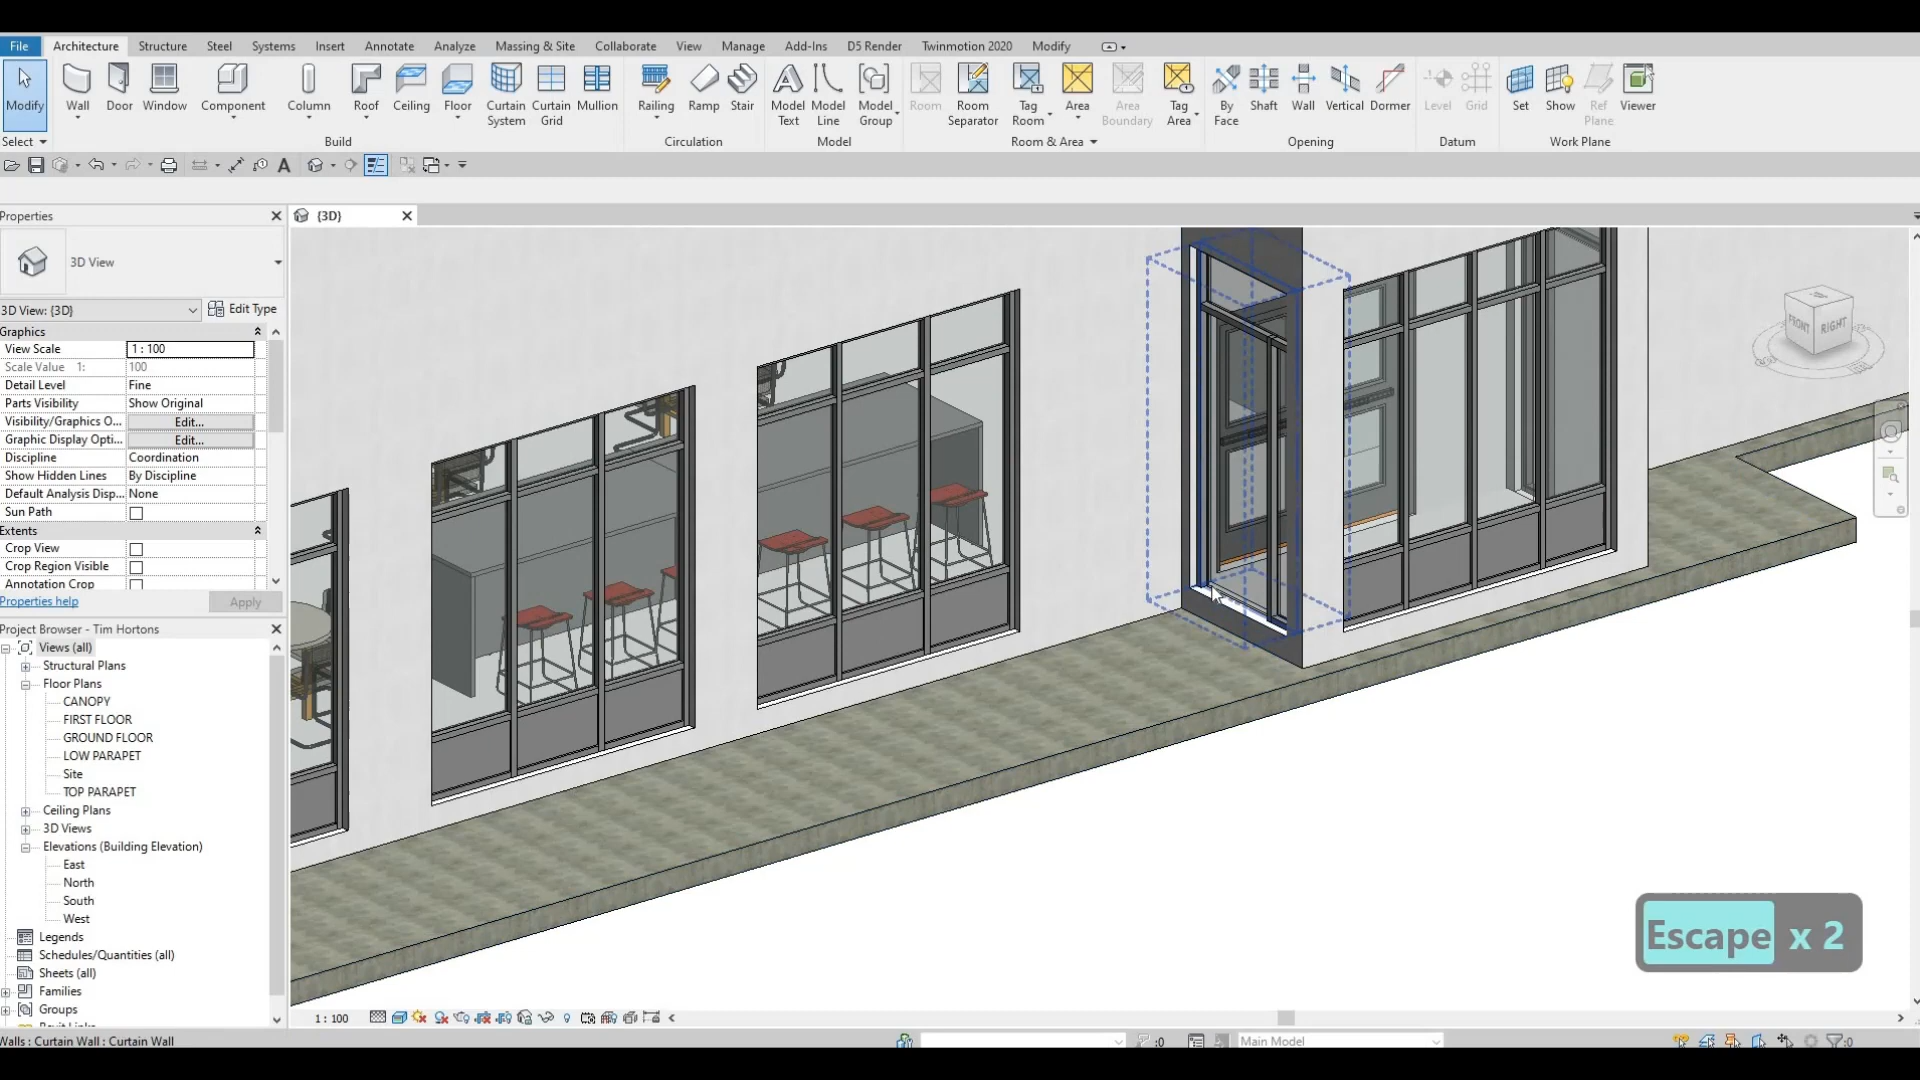 File Architecture Structure Steel Systems Insert Annotate Analyze Massing & Site Collaborate View Manage Add-Ins D5 Render Twinmotion 2020 Modify
Modify Wall Door Window Component Column Roof Ceiling Floor Curtain System Curtain Grid Mullion Railing Ramp Stair Model Text Model Line Model Group Room Room Separator Tag Room Area Area Boundary Tag Area By Face Shaft Wall Vertical Dormer Level Grid Set Show Ref Plane Viewer
Select Build Circulation Model Room & Area Opening Datum Work Plane
Properties
{3D}
3D View
3D View: {3D} Edit Type
Graphics
View Scale 1 : 100
Scale Value 1: 100
Detail Level Fine
Parts Visibility Show Original
Visibility/Graphics O... Edit...
Graphic Display Opti... Edit...
Discipline Coordination
Show Hidden Lines By Discipline
Default Analysis Disp... None
Sun Path
Extents
Crop View
Crop Region Visible
Annotation Crop
Properties help Apply
Project Browser - Tim Hortons
Views (all)
Structural Plans
Floor Plans
CANOPY
FIRST FLOOR
GROUND FLOOR
LOW PARAPET
Site
TOP PARAPET
Ceiling Plans
3D Views
Elevations (Building Elevation)
East
North
South
West
Legends
Schedules/Quantities (all)
Sheets (all)
Families
Groups
FRONT RIGHT
Escape x 2
1 : 100
Walls : Curtain Wall : Curtain Wall
:0
Main Model
:0